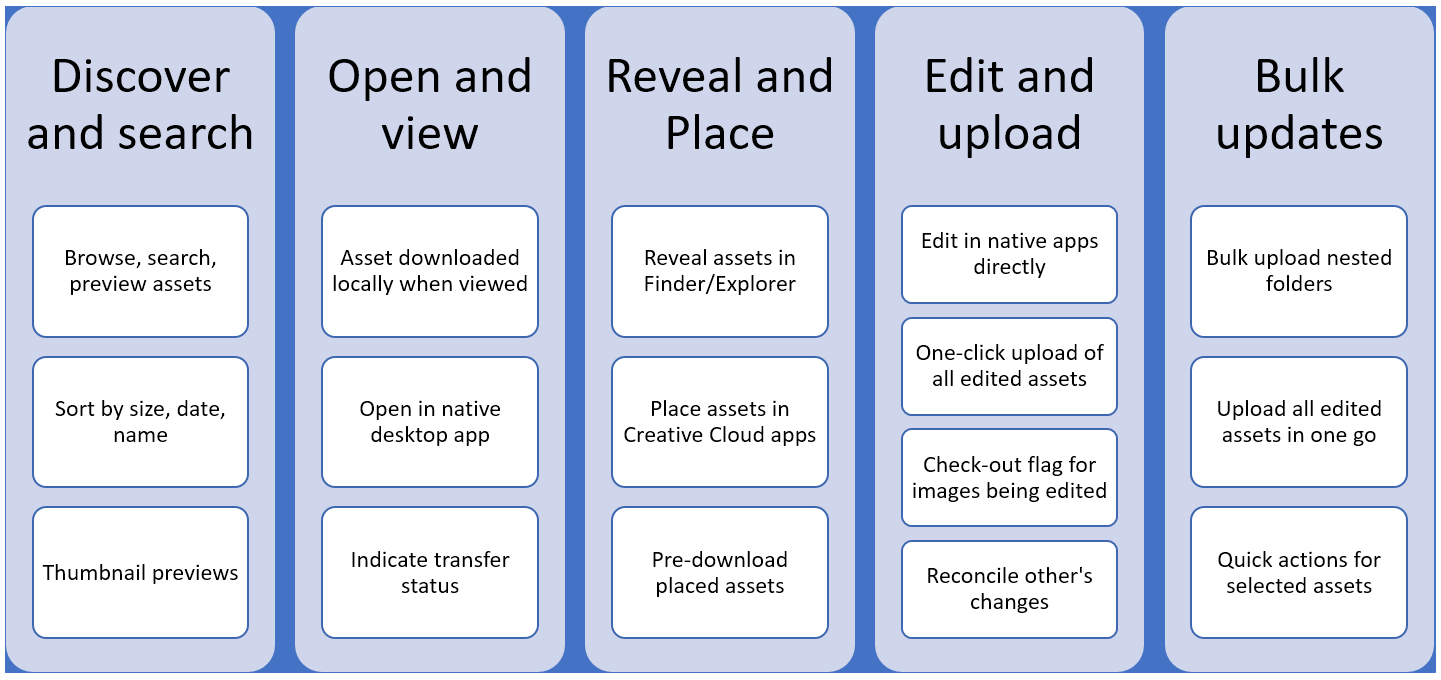 Discover
and search
Browse, search,
preview assets
Sort by size, date,
name
Thumbnail previews
Open and
view
Asset downloaded
locally when viewed
Open in native
desktop app
Indicate transfer
status
Reveal and
Place
Reveal assets in
Finder/Explorer
Place assets in
Creative Cloud apps
Pre-download
placed assets
Edit and
upload
Edit in native apps
directly
One-click upload of
all edited assets
Check-out flag for
images being edited
Reconcile other's
changes
Bulk
updates
Bulk upload nested
folders
Upload all edited
assets in one go
Quick actions for
selected assets